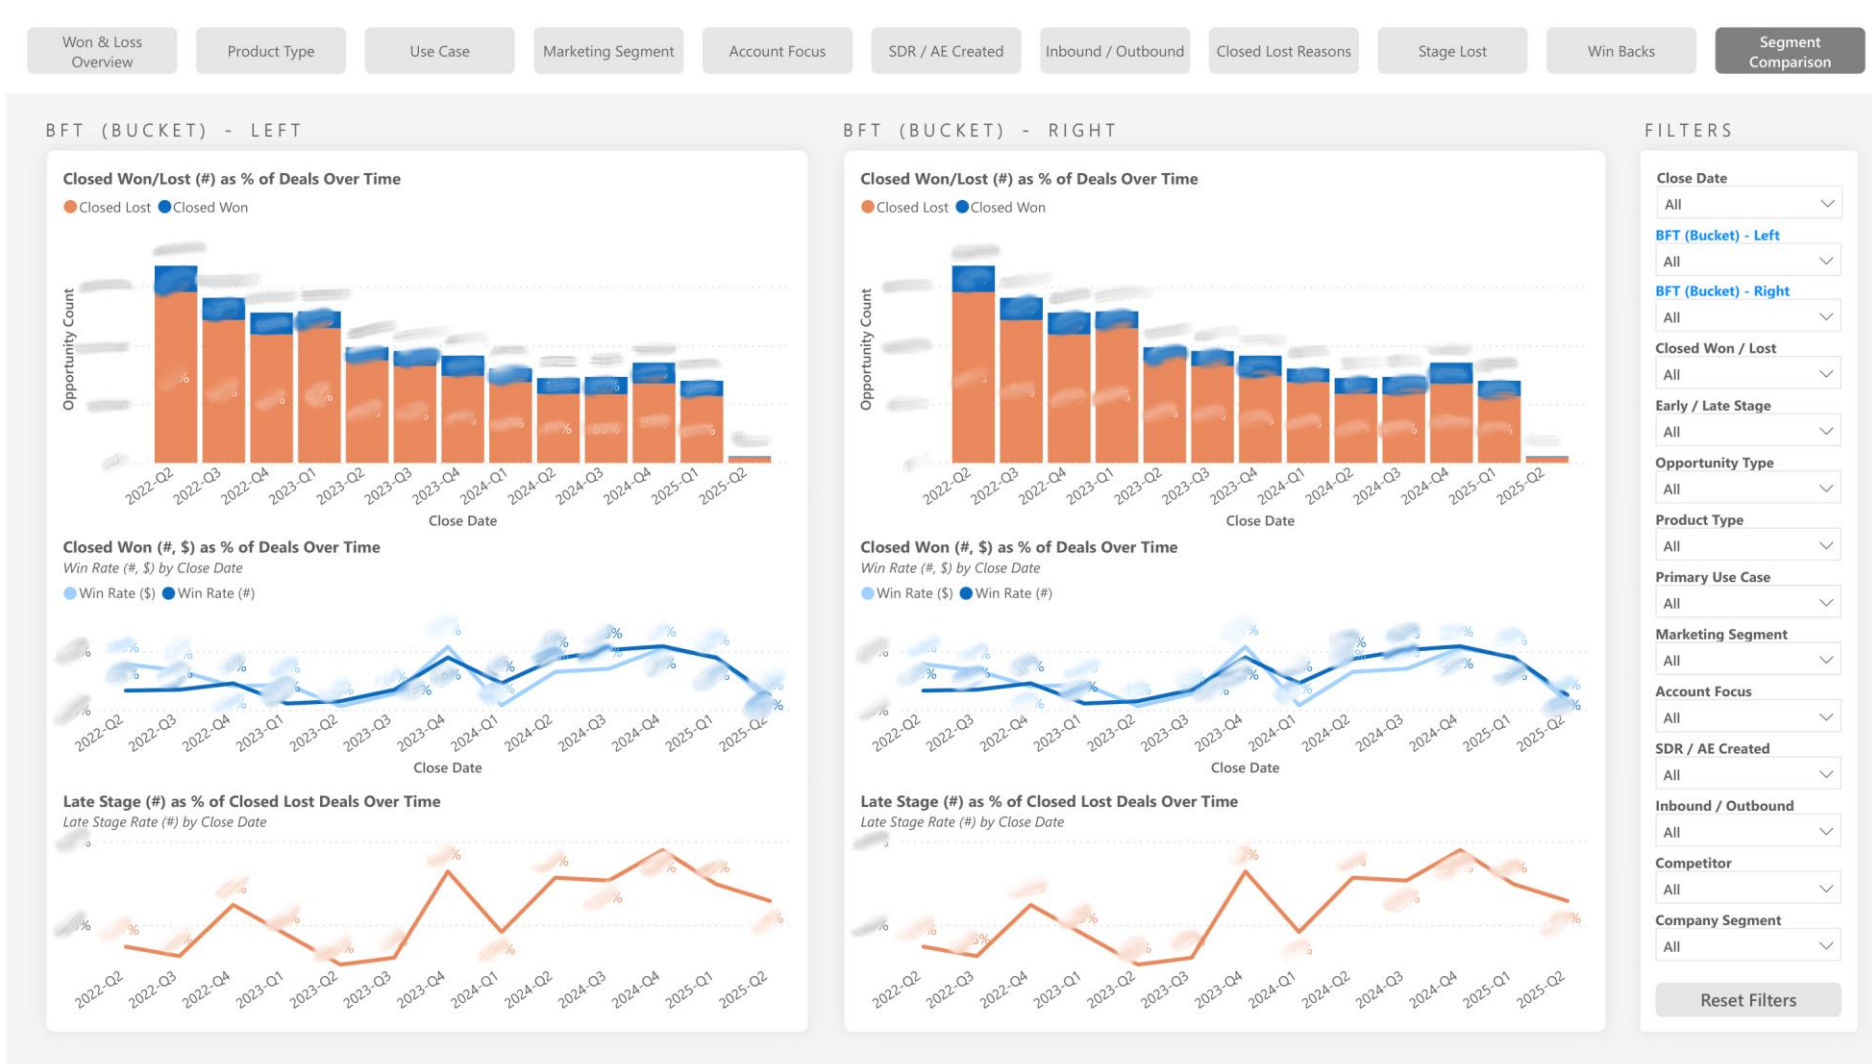 Won & Loss
Overview
Product Type
Use Case
Marketing Segment
Account Focus
SDR / AE Created
Inbound / Outbound
Closed Lost Reasons
Stage Lost
Win Backs
Segment
Comparison
BFT (BUCKET) - LEFT
Closed Won/Lost (#) as % of Deals Over Time
Closed Lost Closed Won
Opportunity Count
2022-Q2 2022-Q3 2022-Q4 2023-Q1 2023-Q2 2023-Q3 2023-Q4 2024-Q1 2024-Q2 2024-Q3 2024-Q4 2025-Q1 2025-Q2
Close Date
Closed Won (#, $) as % of Deals Over Time
Win Rate (#, $) by Close Date
Win Rate ($) Win Rate (#)
2022-Q2 2022-Q3 2022-Q4 2023-Q1 2023-Q2 2023-Q3 2023-Q4 2024-Q1 2024-Q2 2024-Q3 2024-Q4 2025-Q1 2025-Q2
Close Date
Late Stage (#) as % of Closed Lost Deals Over Time
Late Stage Rate (#) by Close Date
2022-Q2 2022-Q3 2022-Q4 2023-Q1 2023-Q2 2023-Q3 2023-Q4 2024-Q1 2024-Q2 2024-Q3 2024-Q4 2025-Q1 2025-Q2
BFT (BUCKET) - RIGHT
Closed Won/Lost (#) as % of Deals Over Time
Closed Lost Closed Won
Opportunity Count
2022-Q2 2022-Q3 2022-Q4 2023-Q1 2023-Q2 2023-Q3 2023-Q4 2024-Q1 2024-Q2 2024-Q3 2024-Q4 2025-Q1 2025-Q2
Close Date
Closed Won (#, $) as % of Deals Over Time
Win Rate (#, $) by Close Date
Win Rate ($) Win Rate (#)
2022-Q2 2022-Q3 2022-Q4 2023-Q1 2023-Q2 2023-Q3 2023-Q4 2024-Q1 2024-Q2 2024-Q3 2024-Q4 2025-Q1 2025-Q2
Close Date
Late Stage (#) as % of Closed Lost Deals Over Time
Late Stage Rate (#) by Close Date
2022-Q2 2022-Q3 2022-Q4 2023-Q1 2023-Q2 2023-Q3 2023-Q4 2024-Q1 2024-Q2 2024-Q3 2024-Q4 2025-Q1 2025-Q2
FILTERS
Close Date
All
BFT (Bucket) - Left
All
BFT (Bucket) - Right
All
Closed Won / Lost
All
Early / Late Stage
All
Opportunity Type
All
Product Type
All
Primary Use Case
All
Marketing Segment
All
Account Focus
All
SDR / AE Created
All
Inbound / Outbound
All
Competitor
All
Company Segment
All
Reset Filters